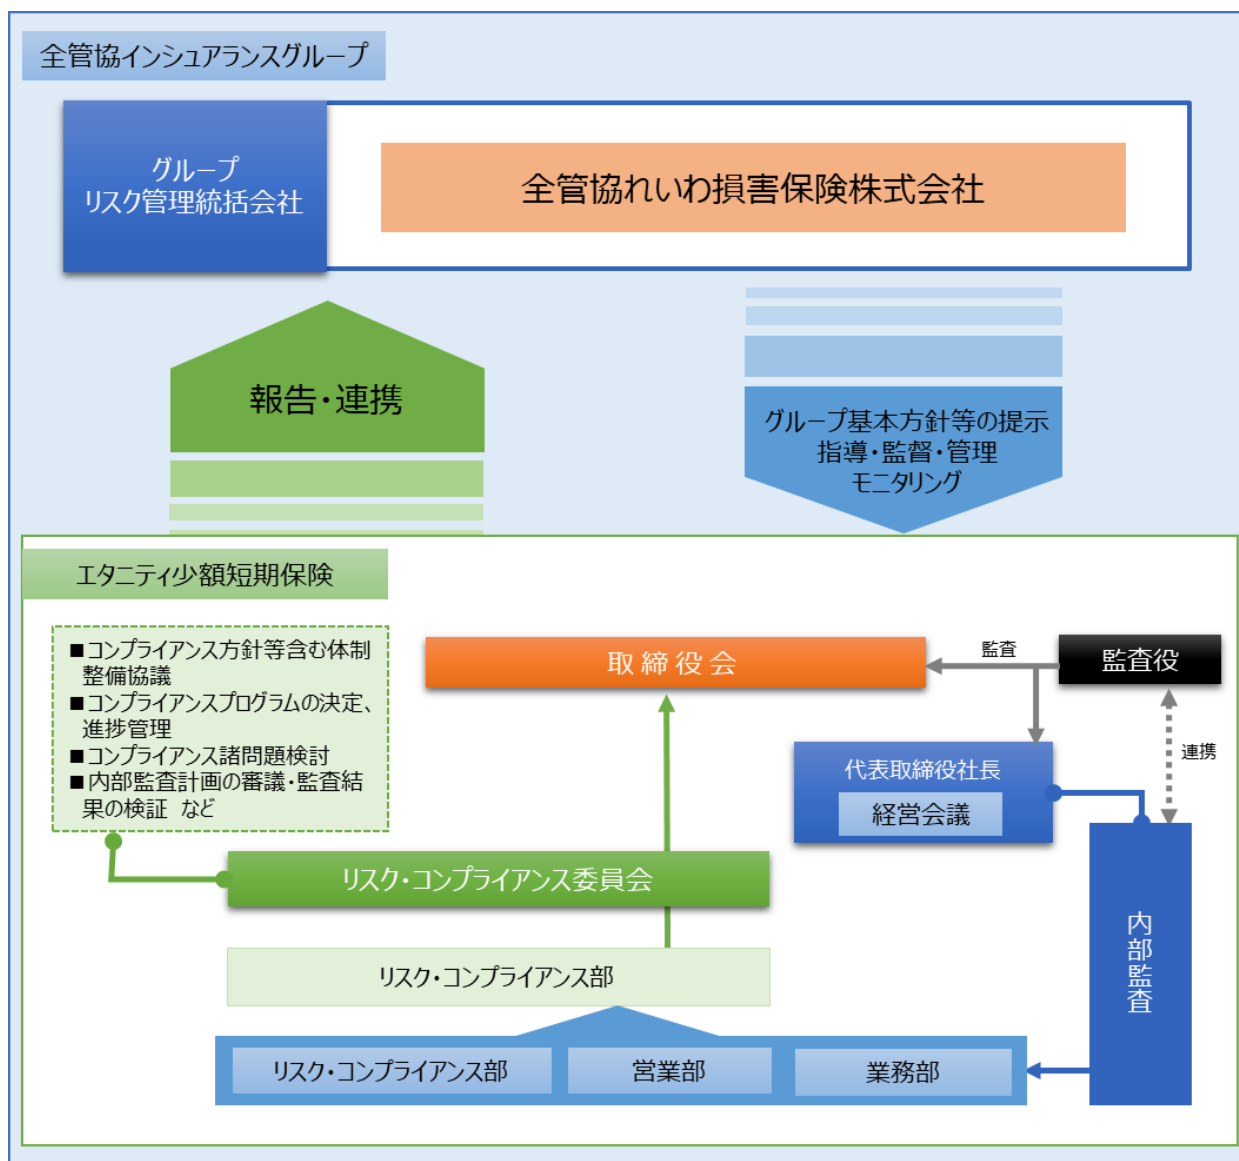 全管協インシュアランスグループ
グループ
リスク管理統括会社
全管協れいわ損害保険株式会社
報告・連携
グループ基本方針等の提示
指導・監督・管理
モニタリング
エタニティ少額短期保険
■コンプライアンス方針等含む体制
整備協議
■コンプライアンスプログラムの決定、
進捗管理
■コンプライアンス諸問題検討
■内部監査計画の審議・監査結
果の検証 など
取締役会
監査
監査役
連携
代表取締役社長
経営会議
リスク・コンプライアンス委員会
内部監査
リスク・コンプライアンス部
リスク・コンプライアンス部
営業部
業務部